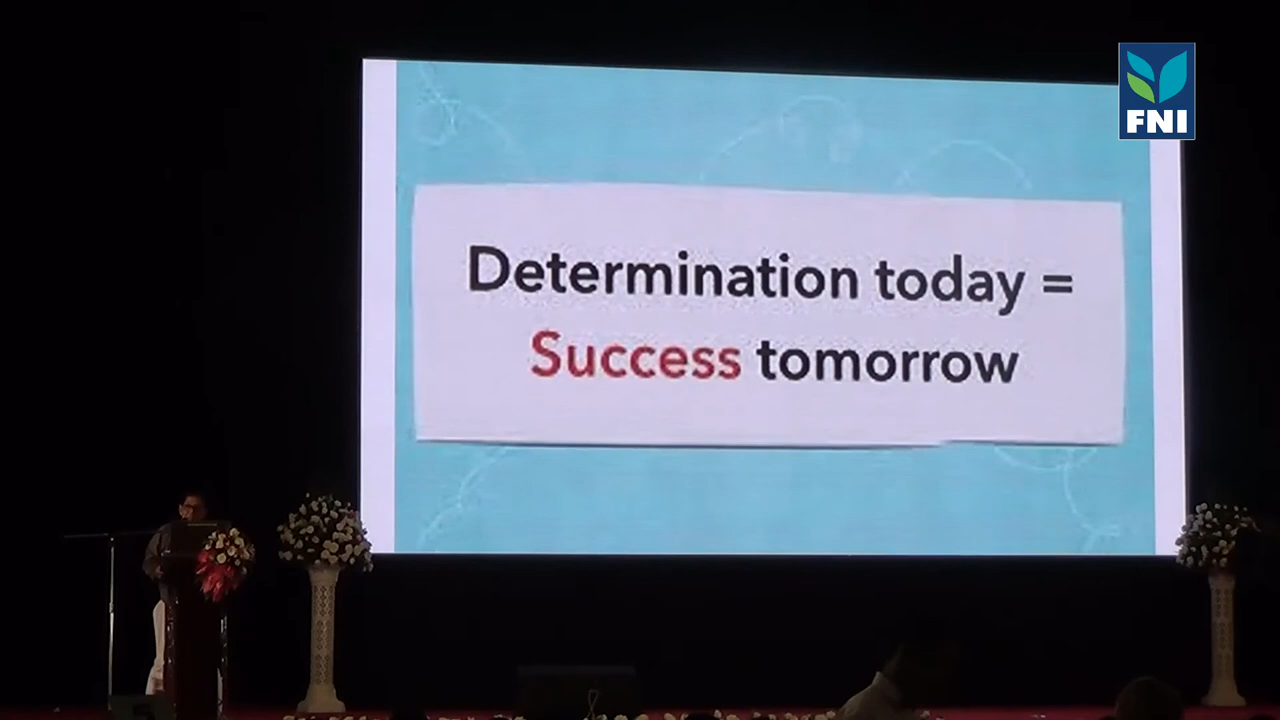 FNI
Determination today =
Success tomorrow